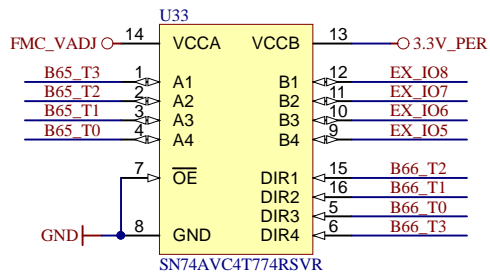 U33
FMC_VADJ 14 VCCA VCCB 13 3.3V_PER
B65_T3 1 A1 B1 12 EX_IO8
B65_T2 2 A2 B2 11 EX_IO7
B65_T1 3 A3 B3 10 EX_IO6
B65_T0 4 A4 B4 9 EX_IO5
7 OE DIR1 15 B66_T2
DIR2 16 B66_T1
DIR3 5 B66_T0
GND 8 GND DIR4 6 B66_T3
SN74AVC4T774RSVR